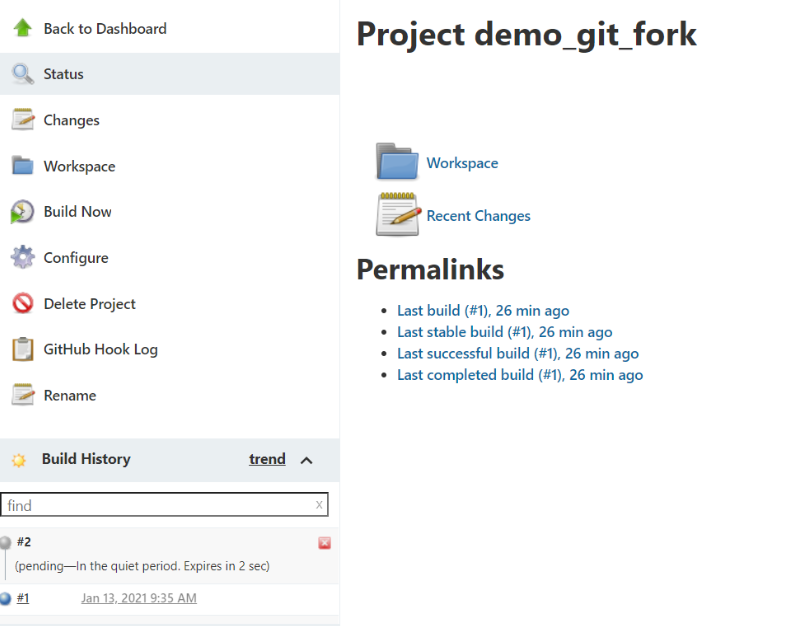 Back to Dashboard
Status
Changes
Workspace
Build Now
Configure
Delete Project
GitHub Hook Log
Rename
Build History trend
find x
#2
(pending—In the quiet period. Expires in 2 sec)
#1 Jan 13, 2021 9:35 AM
Project demo_git_fork
Workspace
Recent Changes
Permalinks
Last build (#1), 26 min ago
Last stable build (#1), 26 min ago
Last successful build (#1), 26 min ago
Last completed build (#1), 26 min ago